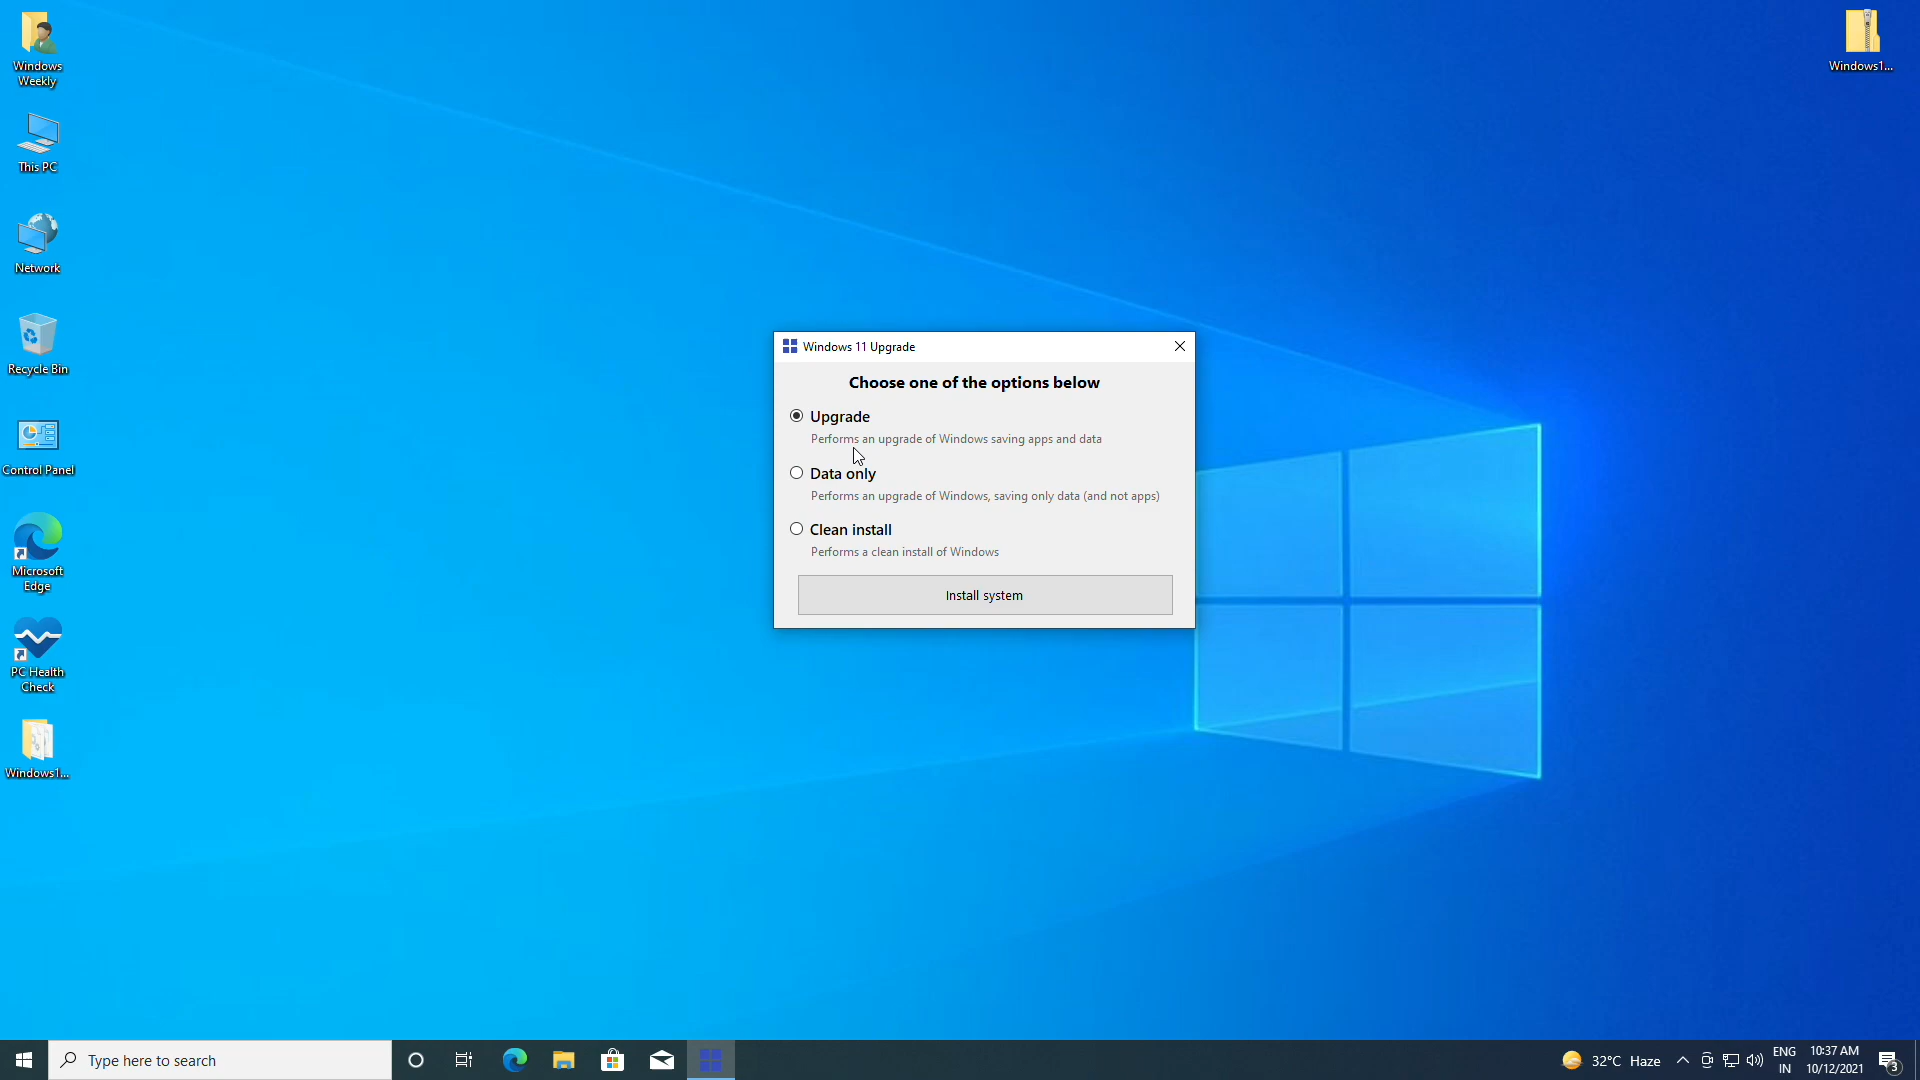 Windows
Weekly
This PC
Network
Recycle Bin
Control Panel
Microsoft
Edge
PC Health
Check
Windows1...
Windows1...
Windows 11 Upgrade
Choose one of the options below
Upgrade
Performs an upgrade of Windows saving apps and data
Data only
Performs an upgrade of Windows, saving only data (and not apps)
Clean install
Performs a clean install of Windows
Install system
Type here to search
32°C Haze
ENG
IN
10:37 AM
10/12/2021
3